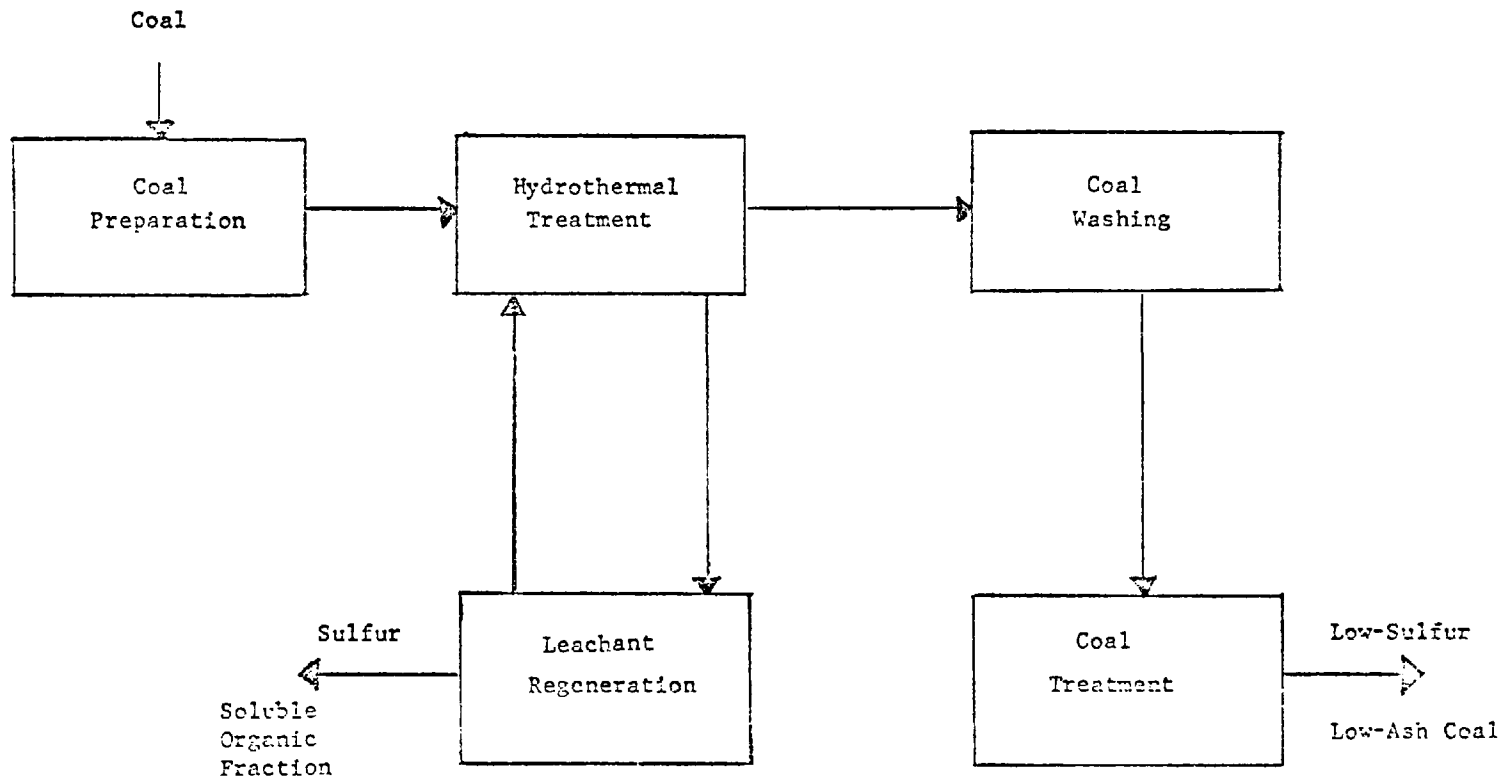 Coal
Coal
Preparation
Hydrothermal
Treatment
Coal
Washing
Sulfur
Soluble
Organic
Fraction
Leachant
Regeneration
Coal
Treatment
Low-Sulfur
Low-Ash Coal